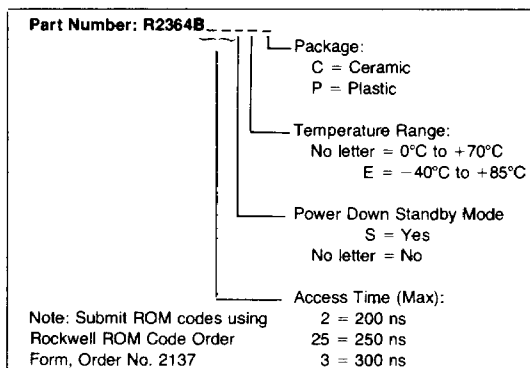 Part Number: R2364B
Package:
C = Ceramic
P = Plastic
Temperature Range:
No letter = 0°C to +70°C
E = −40°C to +85°C
Power Down Standby Mode
S = Yes
No letter = No
Access Time (Max):
2 = 200 ns
25 = 250 ns
3 = 300 ns
Note: Submit ROM codes using
Rockwell ROM Code Order
Form, Order No. 2137